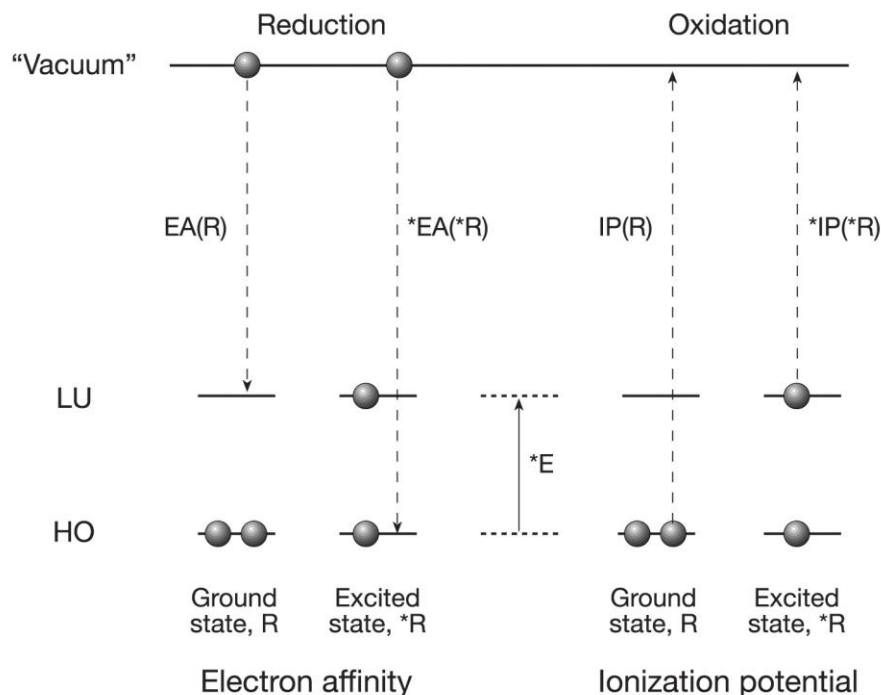 Reduction
Oxidation
“Vacuum”
EA(R)
*EA(*R)
IP(R)
*IP(*R)
LU
*E
HO
Ground
state, R
Excited
state, *R
Ground
state, R
Excited
state, *R
Electron affinity
Ionization potential